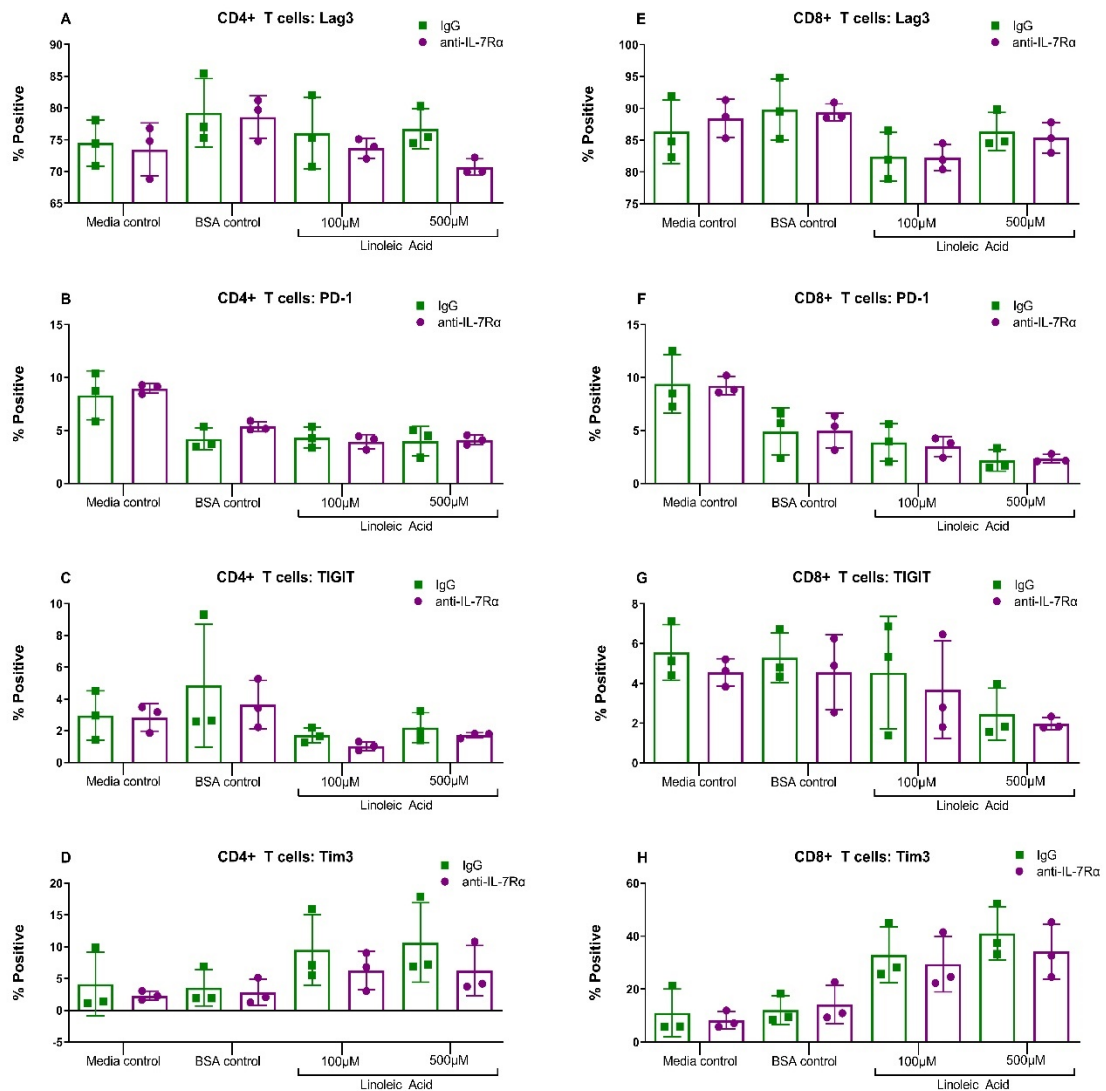 A
CD4+ T cells: Lag3
IgG
anti-IL-7Rα
% Positive
90
85
80
75
70
65
Media control
BSA control
100µM
500µM
Linoleic Acid
E
CD8+ T cells: Lag3
IgG
anti-IL-7Rα
% Positive
100
95
90
85
80
75
Media control
BSA control
100µM
500µM
Linoleic Acid
B
CD4+ T cells: PD-1
IgG
anti-IL-7Rα
% Positive
15
10
5
0
Media control
BSA control
100µM
500µM
Linoleic Acid
F
CD8+ T cells: PD-1
IgG
anti-IL-7Rα
% Positive
15
10
5
0
Media control
BSA control
100µM
500µM
Linoleic Acid
C
CD4+ T cells: TIGIT
IgG
anti-IL-7Rα
% Positive
10
8
6
4
2
0
Media control
BSA control
100µM
500µM
Linoleic Acid
G
CD8+ T cells: TIGIT
IgG
anti-IL-7Rα
% Positive
8
6
4
2
0
Media control
BSA control
100µM
500µM
Linoleic Acid
D
CD4+ T cells: Tim3
IgG
anti-IL-7Rα
% Positive
20
15
10
5
0
-5
Media control
BSA control
100µM
500µM
Linoleic Acid
H
CD8+ T cells: Tim3
IgG
anti-IL-7Rα
% Positive
60
40
20
0
Media control
BSA control
100µM
500µM
Linoleic Acid